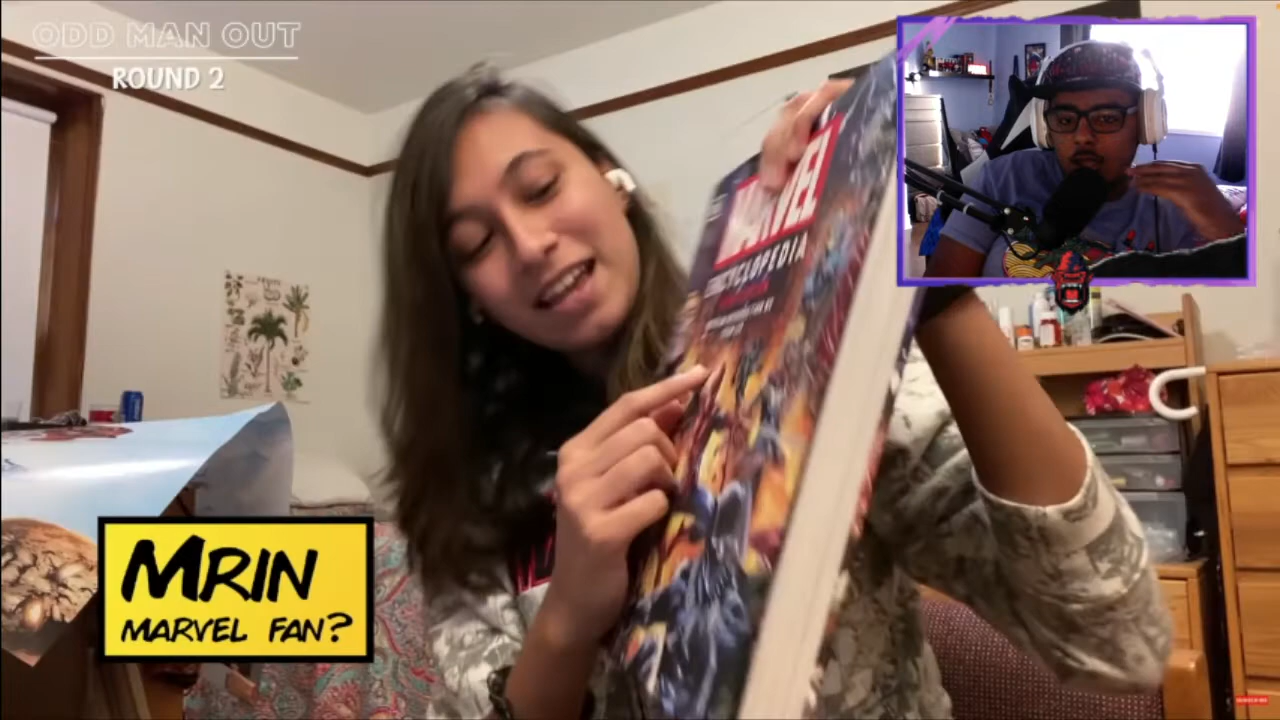 ODD MAN OUT
ROUND 2
MARVEL
ENCYCLOPEDIA
MRIN
MARVEL FAN?